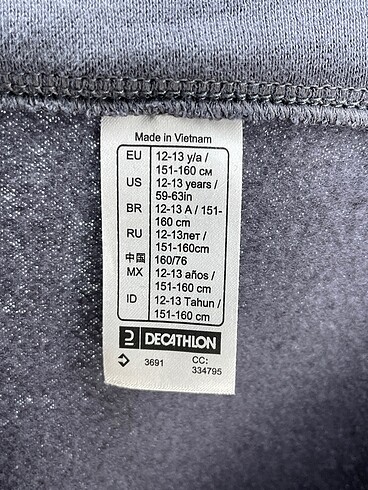 Made in Vietnam
EU 12-13 y/a /
151-160 см
US 12-13 years /
59-63in
BR 12-13 A / 151-
160 cm
RU 12-13лет /
151-160cm
中国 160/76
MX 12-13 años /
151-160 cm
ID 12-13 Tahun /
151-160 cm
DECATHLON
3691 CC:
334795